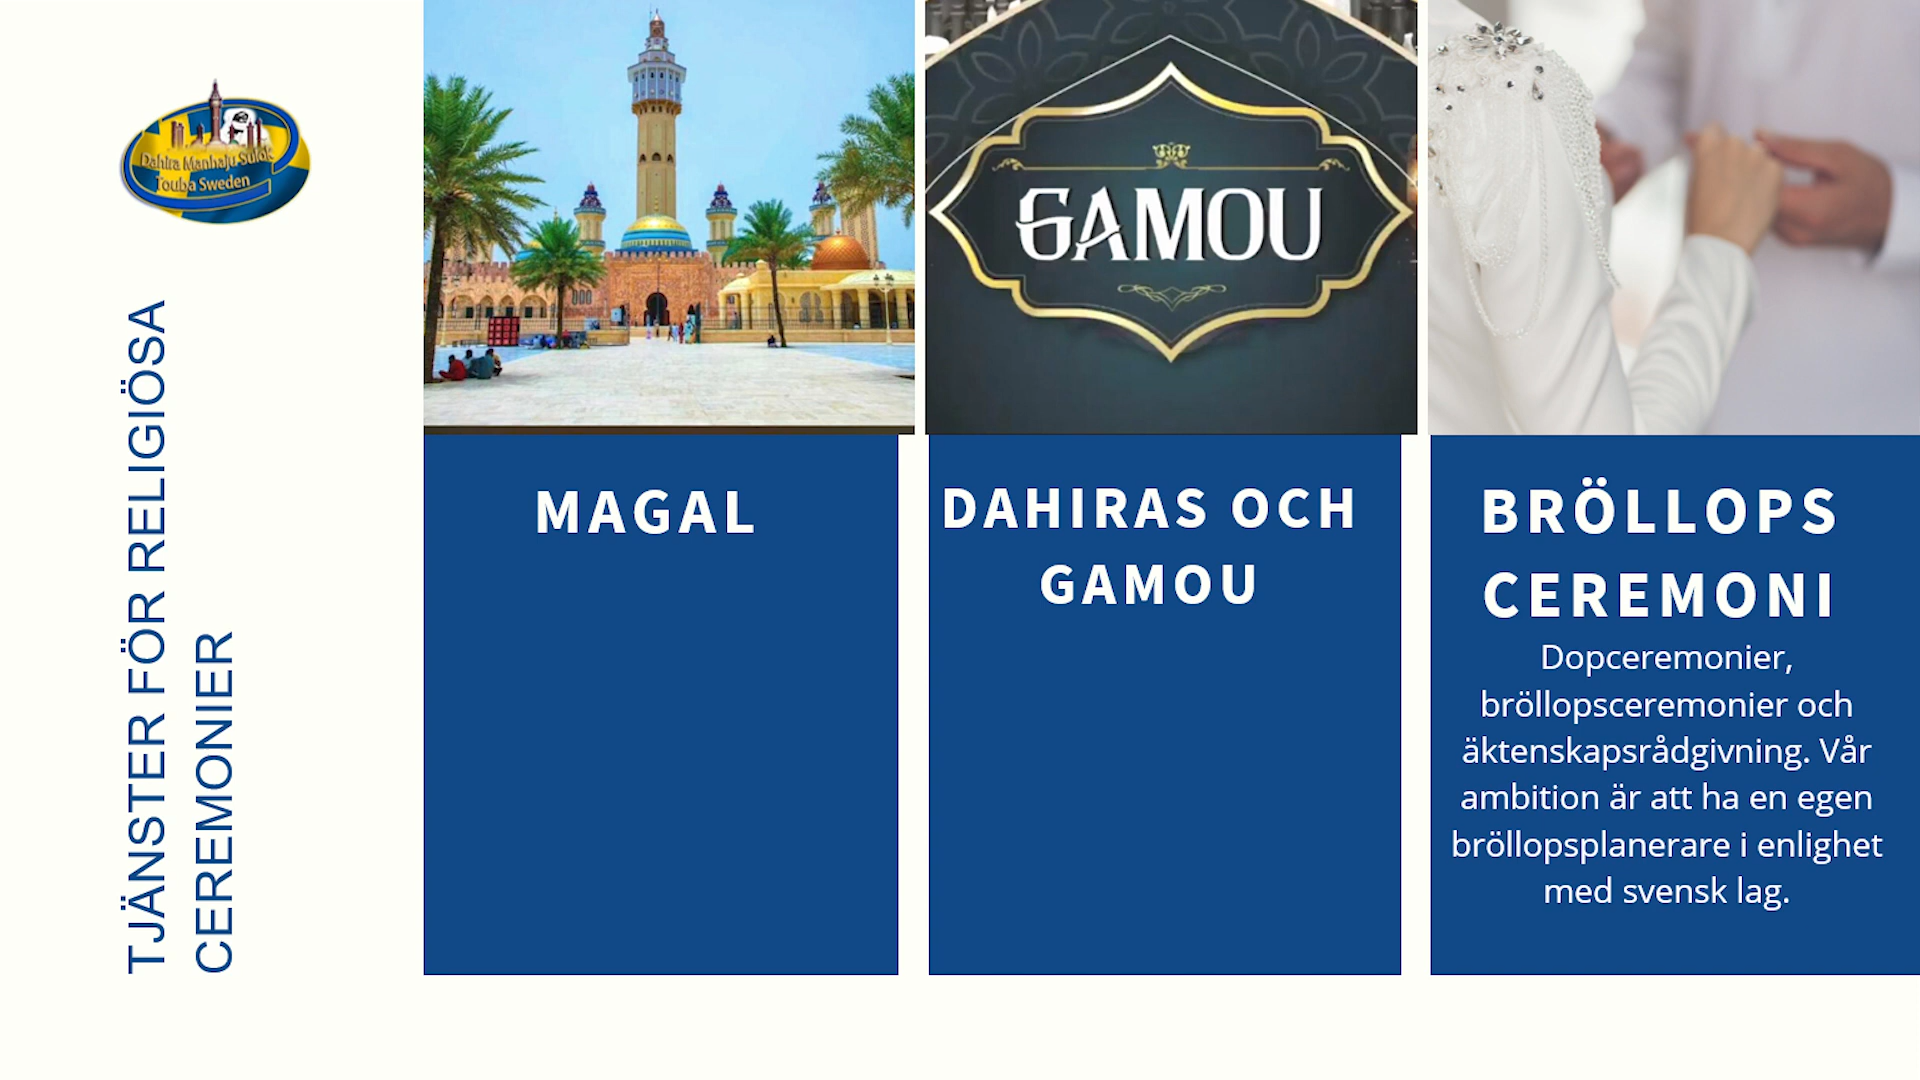 Dahira Manhaju Sulok
Touba Sweden
TJÄNSTER FÖR RELIGIÖSA
CEREMONIER
GAMOU
MAGAL
DAHIRAS OCH
GAMOU
BRÖLLOPS
CEREMONI
Dopceremonier,
bröllopsceremonier och
äktenskapsrådgivning. Vår
ambition är att ha en egen
bröllopsplanerare i enlighet
med svensk lag.